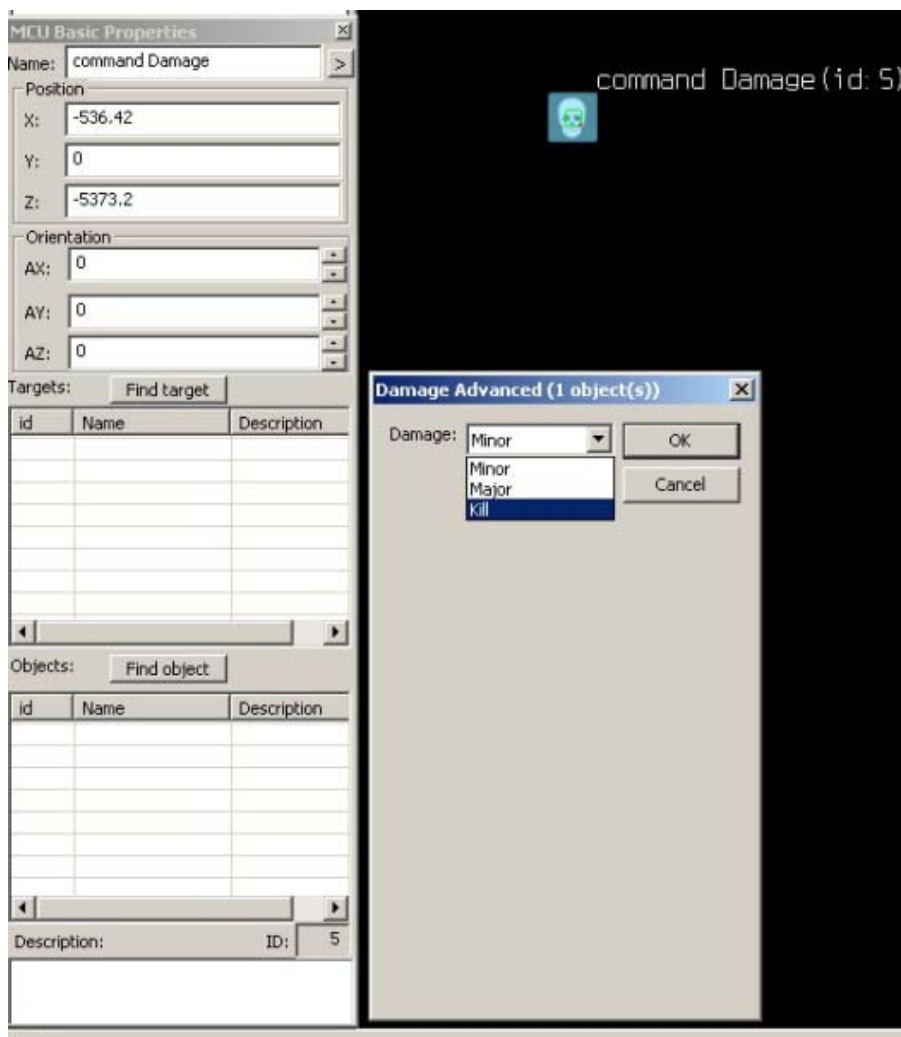 MCU Basic Properties
Name: command Damage >
Position
X: -536.42
Y: 0
Z: -5373.2
Orientation
AX: 0
AY: 0
AZ: 0
Targets: Find target
id Name Description
Objects: Find object
id Name Description
Description: ID: 5
command Damage(id: 5)
Damage Advanced (1 object(s))
Damage: Minor OK
Minor
Major Cancel
Kill